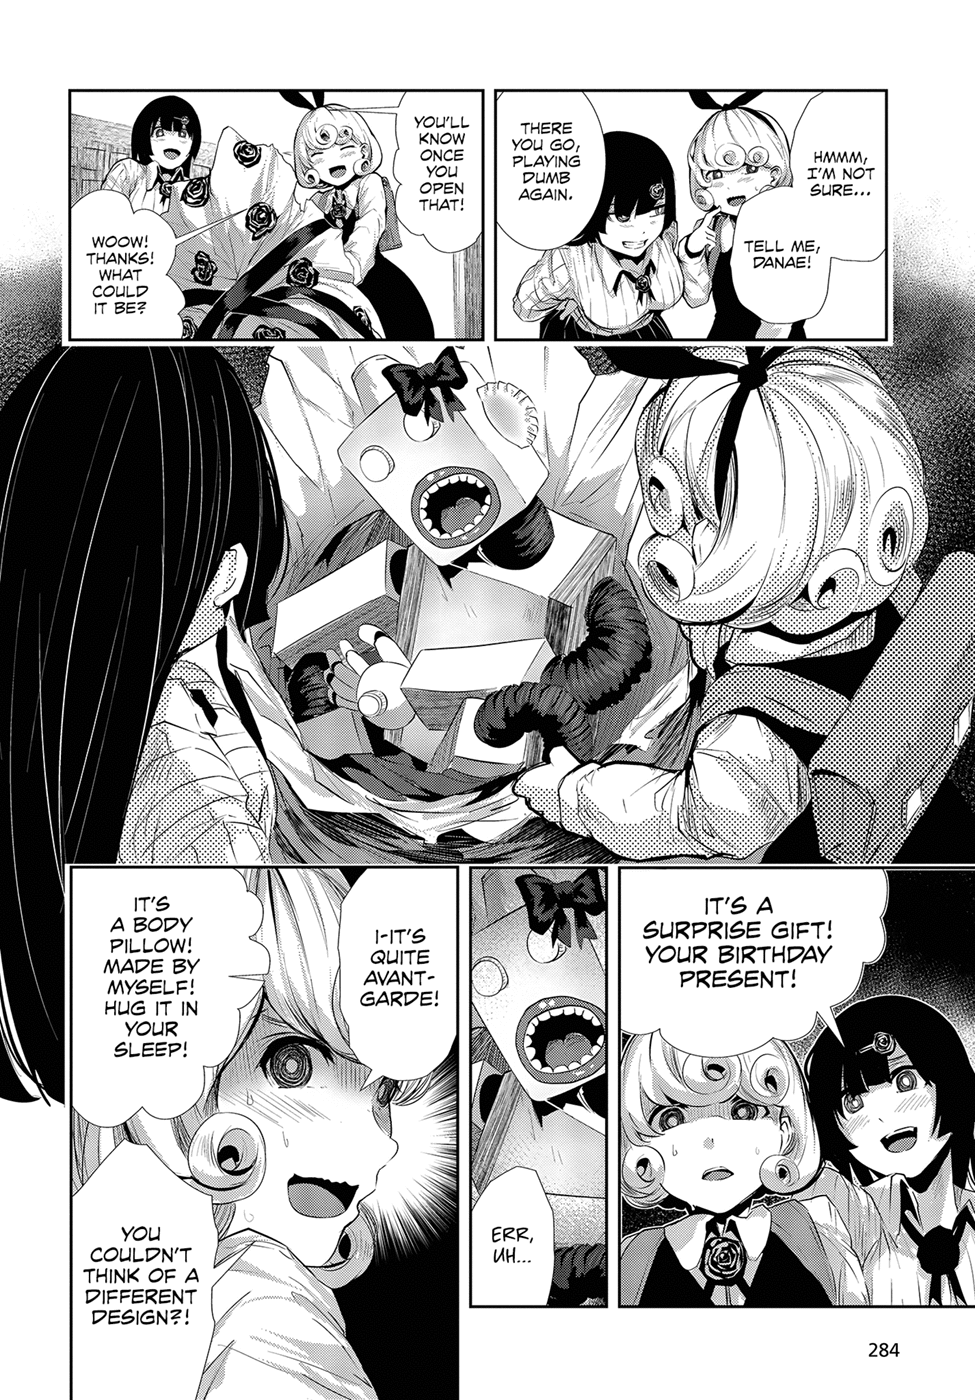 HMMM,
I'M NOT
SURE...
TELL ME,
DANAE!
THERE
YOU GO,
PLAYING
DUMB
AGAIN.
YOU'LL
KNOW
ONCE
YOU
OPEN
THAT!
WOOW!
THANKS!
WHAT
COULD
IT BE?
IT'S A
SURPRISE GIFT!
YOUR BIRTHDAY
PRESENT!
ERR,
UH...
I-IT'S
QUITE
AVANT-
GARDE!
IT'S
A BODY
PILLOW!
MADE BY
MYSELF!
HUG IT IN
YOUR
SLEEP!
YOU
COULDN'T
THINK OF A
DIFFERENT
DESIGN?!
284